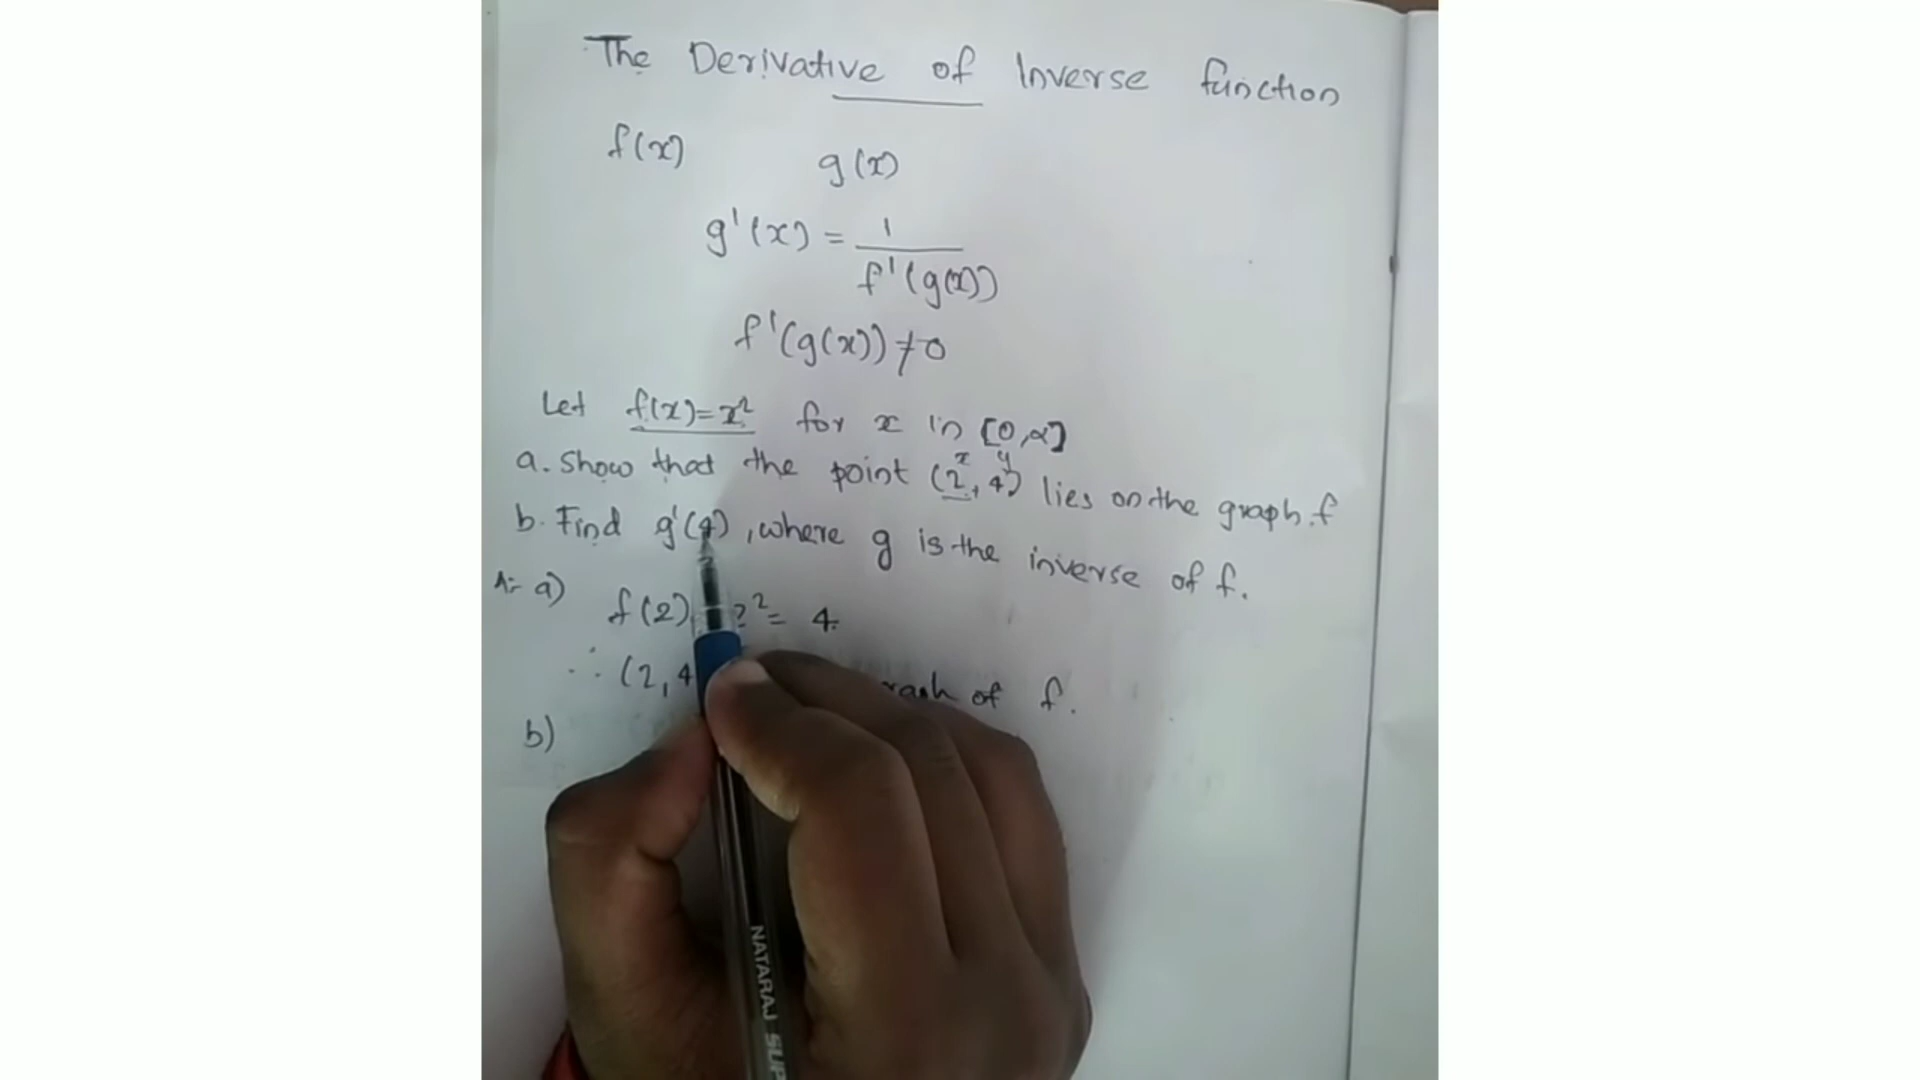 The Derivative of Inverse function
f(x) g(x)
g'(x) = 1 / f'(g(x))
f'(g(x)) ≠ 0
Let f(x)=x² for x in [0,∝]
x y
a. Show that the point (2,4) lies on the graph.f
b. Find g'(4), where g is the inverse of f.
A:- a) f(2) 2² = 4.
∴ (2,4 of f.
b)
NATARAJ SUP